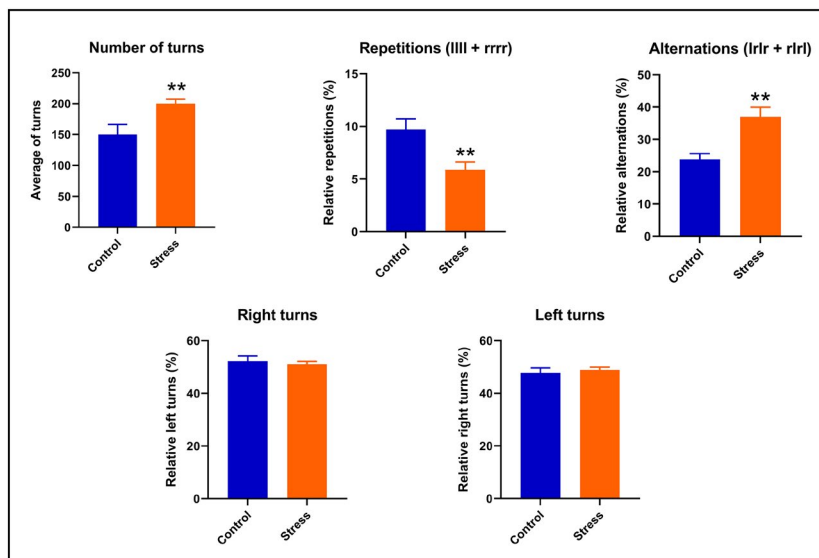 Number of turns
Average of turns
250
200
150
100
50
0
**
Control
Stress
Repetitions (llll + rrrr)
Relative repetitions (%)
15
10
5
0
**
Control
Stress
Alternations (lrlr + rlrl)
Relative alternations (%)
50
40
30
20
10
0
**
Control
Stress
Right turns
Relative left turns (%)
60
40
20
0
Control
Stress
Left turns
Relative right turns (%)
60
40
20
0
Control
Stress